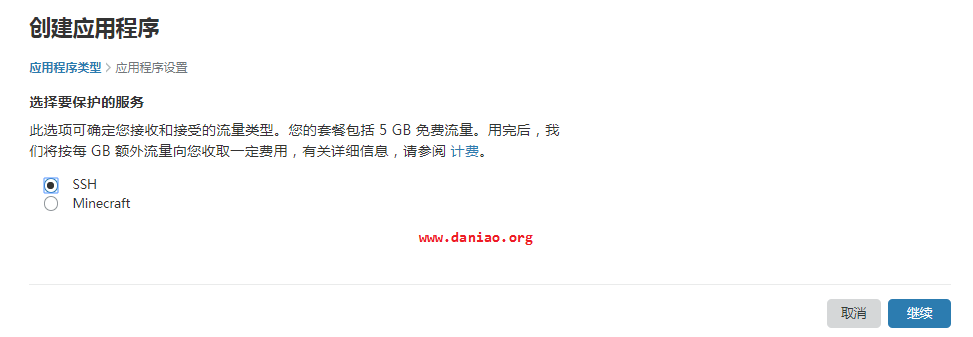 创建应用程序
应用程序类型 > 应用程序设置
选择要保护的服务
此选项可确定您接收和接受的流量类型。您的套餐包括 5 GB 免费流量。用完后，我
们将按每 GB 额外流量向您收取一定费用，有关详细信息，请参阅 计费。
SSH
Minecraft
www.daniao.org
取消 继续